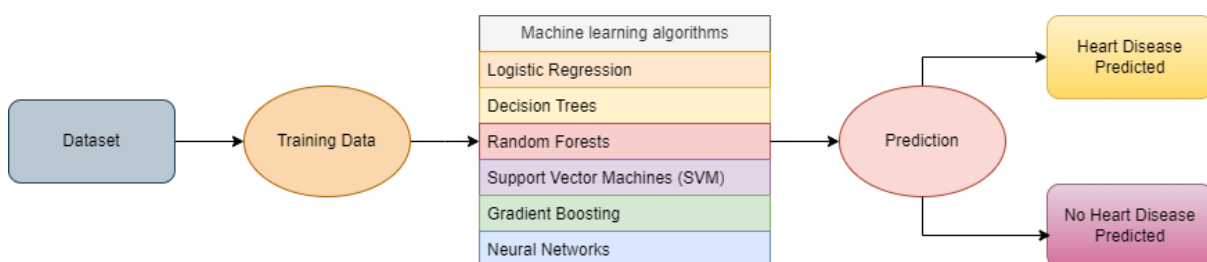 Dataset
Training Data
Machine learning algorithms
Logistic Regression
Decision Trees
Random Forests
Support Vector Machines (SVM)
Gradient Boosting
Neural Networks
Prediction
Heart Disease
Predicted
No Heart Disease
Predicted